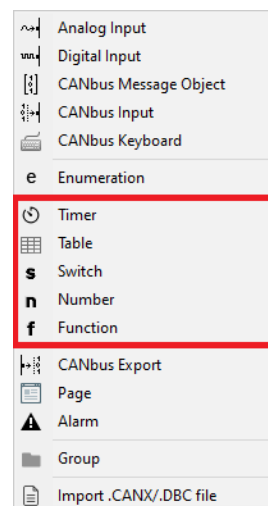 Analog Input
Digital Input
CANbus Message Object
CANbus Input
CANbus Keyboard
e Enumeration
Timer
Table
s Switch
n Number
f Function
CANbus Export
Page
Alarm
Group
Import .CANX/.DBC file